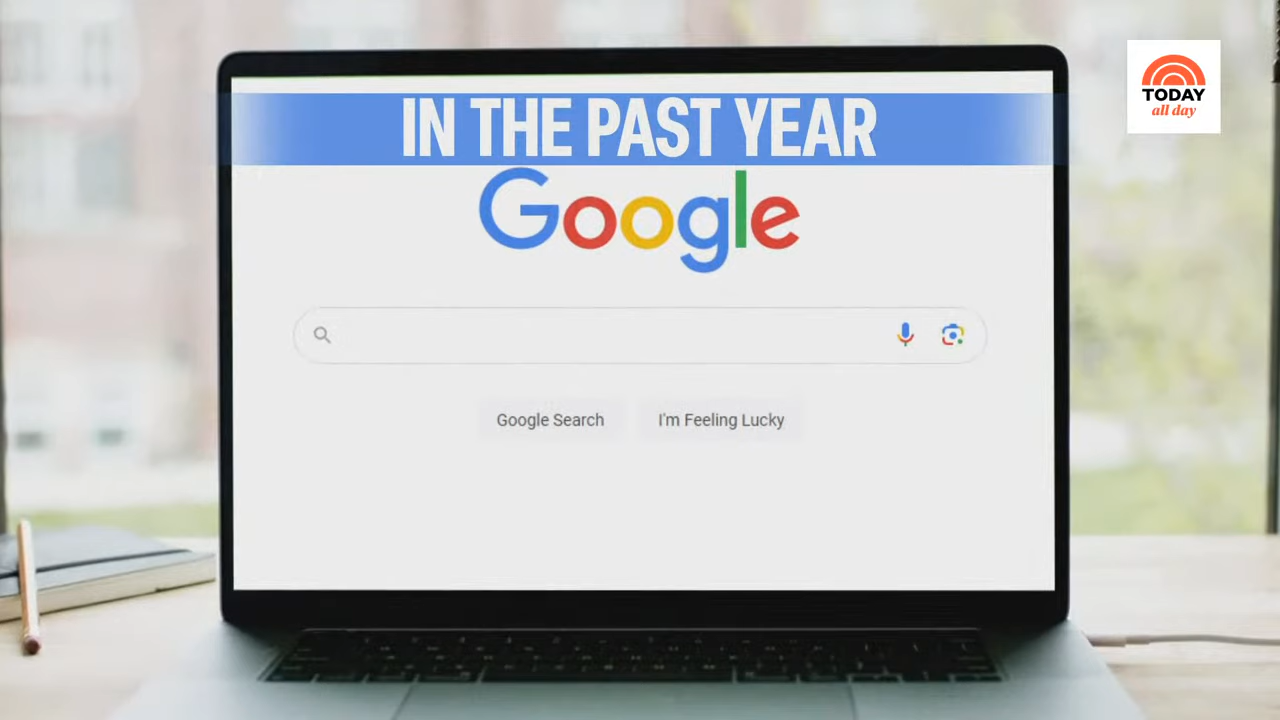 IN THE PAST YEAR
TODAY
all day
Google
Google Search
I'm Feeling Lucky